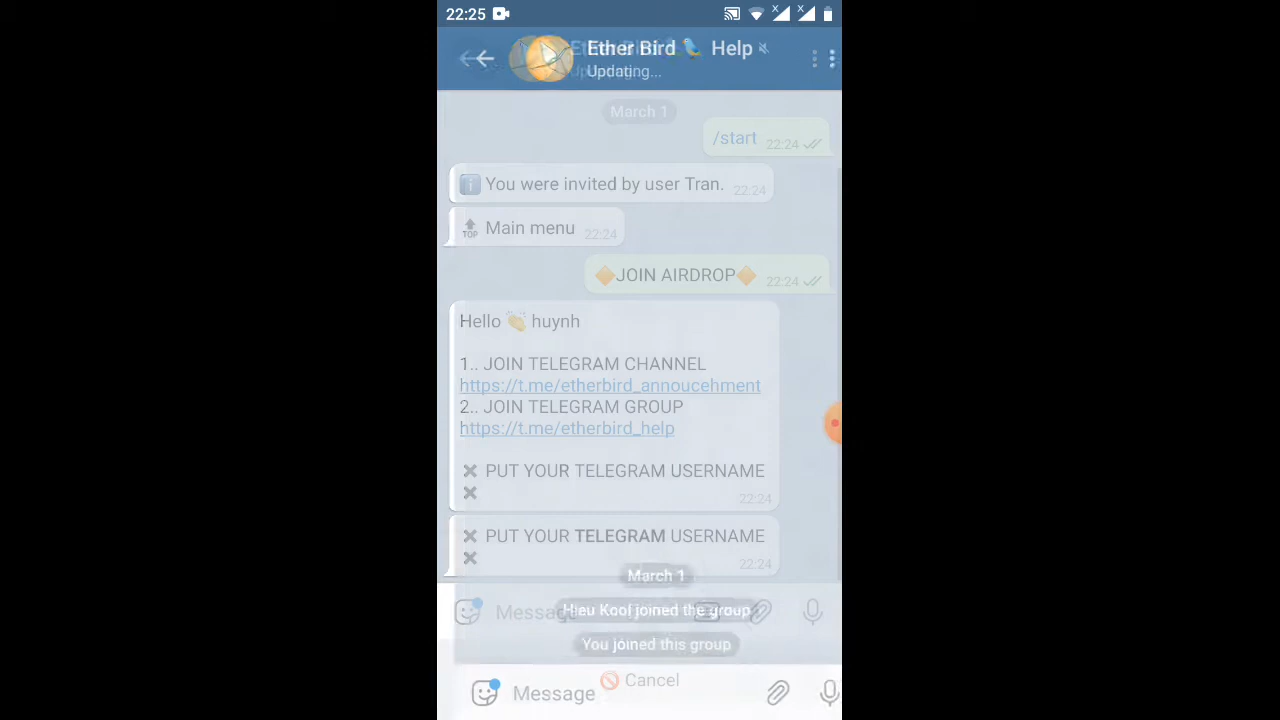 22:25
Ether Bird 🐦 Help
Updating...
March 1
/start 22:24
You were invited by user Tran. 22:24
TOP Main menu 22:24
🔶JOIN AIRDROP🔶 22:24
Hello 👏 huynh
1.. JOIN TELEGRAM CHANNEL
https://t.me/etherbird_annoucehment
2.. JOIN TELEGRAM GROUP
https://t.me/etherbird_help
✖ PUT YOUR TELEGRAM USERNAME
✖ 22:24
✖ PUT YOUR TELEGRAM USERNAME
✖ 22:24
March 1
Message
Hieu Kool joined the group
You joined this group
🚫 Cancel
Message